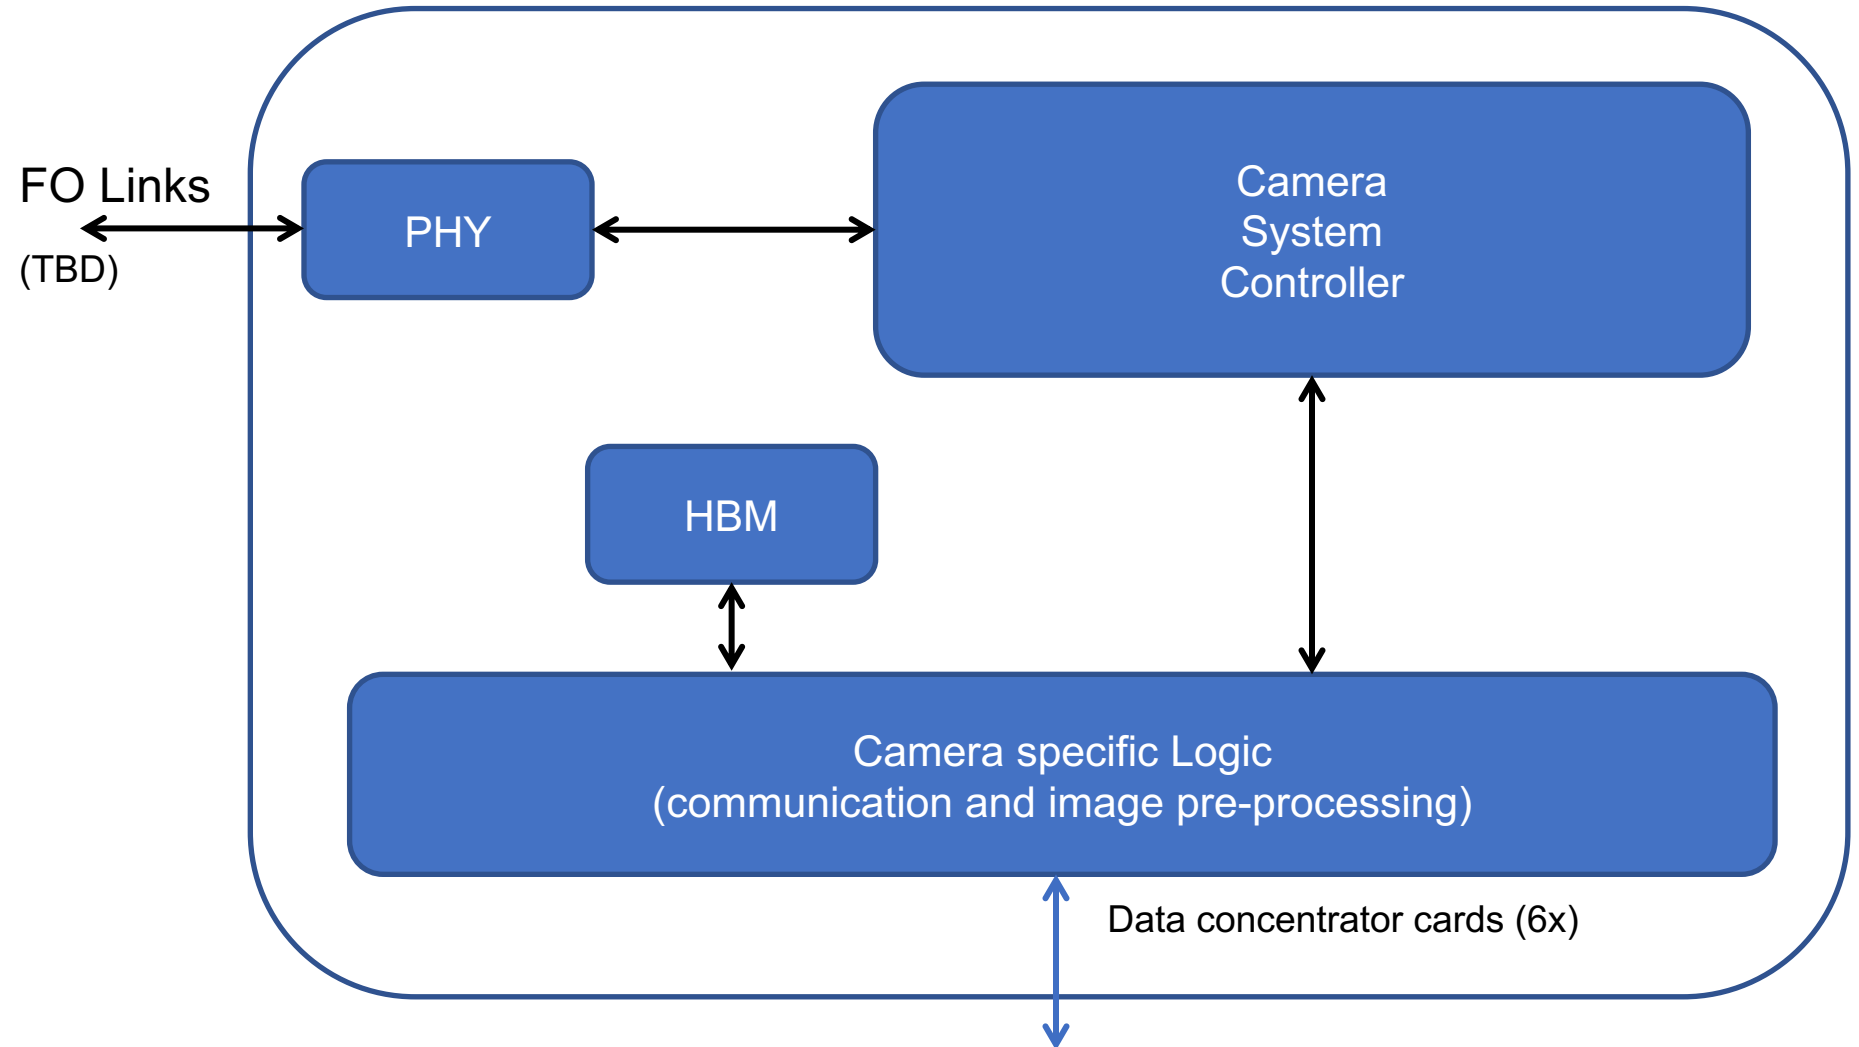 FO Links
(TBD)
PHY
Camera
System
Controller
HBM
Camera specific Logic
(communication and image pre-processing)
Data concentrator cards (6x)